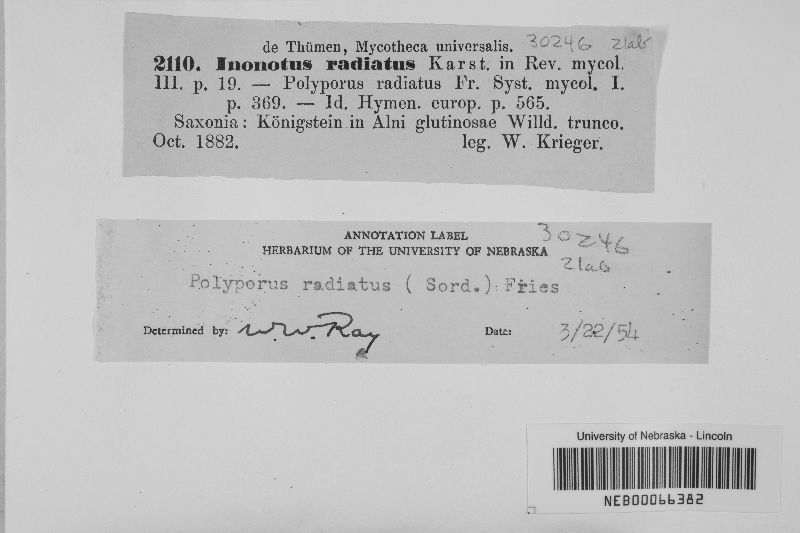 de Thümen, Mycotheca universalis. 30246 2lab
2110. Inonotus radiatus Karst. in Rev. mycol.
III. p. 19. — Polyporus radiatus Fr. Syst. mycol. I.
p. 369. — Id. Hymen. europ. p. 565.
Saxonia: Königstein in Alni glutinosae Willd. trunco.
Oct. 1882. leg. W. Krieger.
ANNOTATION LABEL 30246
HERBARIUM OF THE UNIVERSITY OF NEBRASKA
2lab
Polyporus radiatus ( Sord.) Fries
Determined by: W.W. Ray Date: 3/22/54
University of Nebraska - Lincoln
NEB00066382